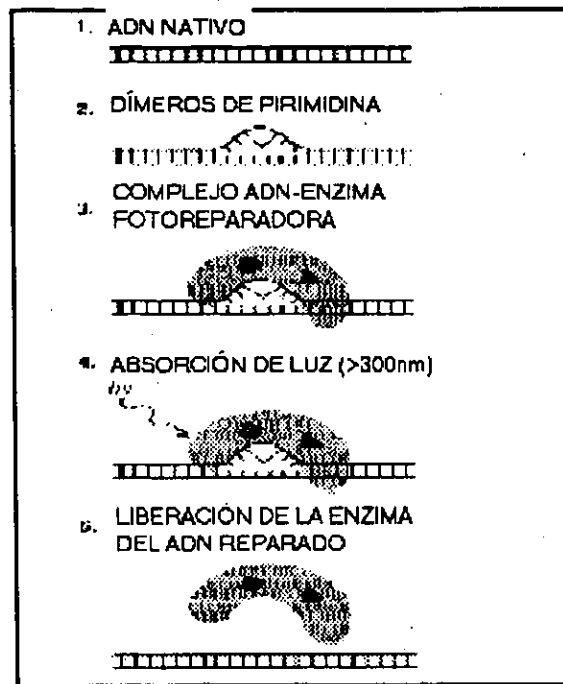 1. ADN NATIVO
2. DÍMEROS DE PIRIMIDINA
3. COMPLEJO ADN-ENZIMA
FOTOREPARADORA
4. ABSORCIÓN DE LUZ (>300nm)
hν
5. LIBERACIÓN DE LA ENZIMA
DEL ADN REPARADO